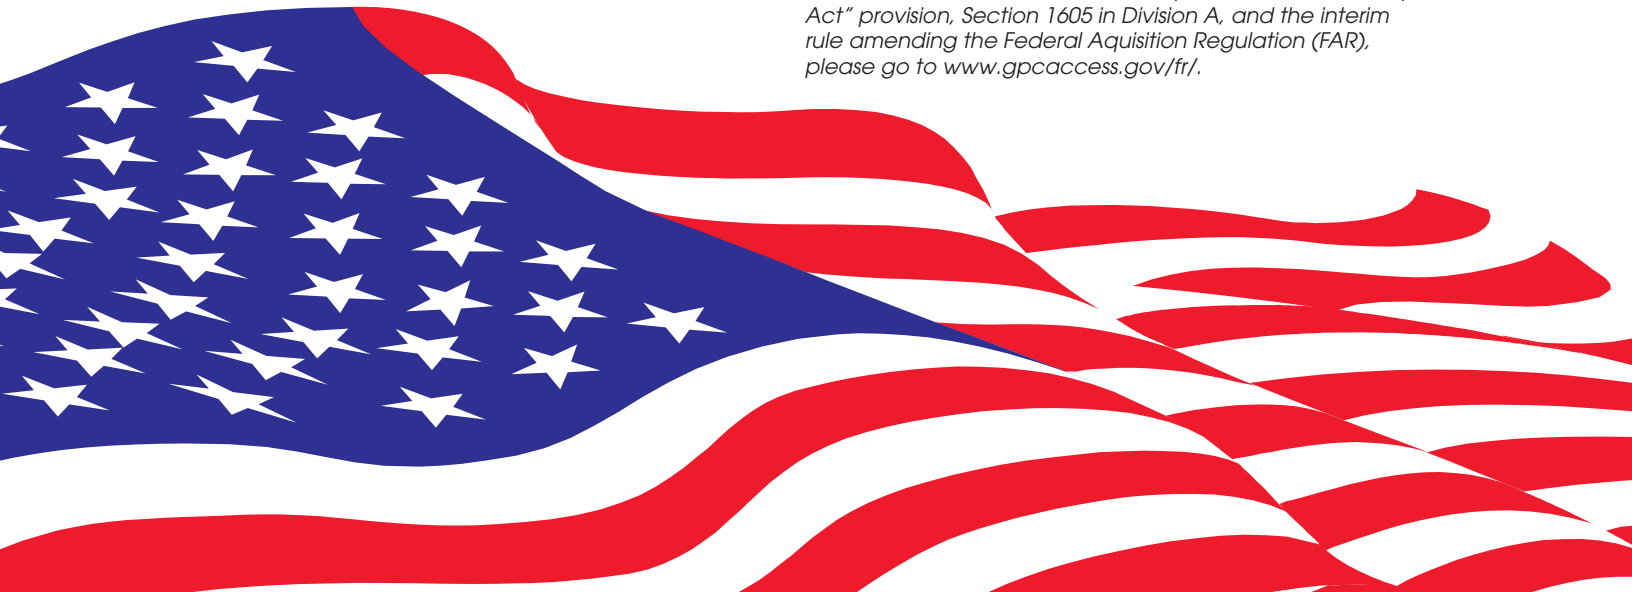 Act” provision, Section 1605 in Division A, and the interim
rule amending the Federal Aquisition Regulation (FAR),
please go to www.gpcaccess.gov/fr/.